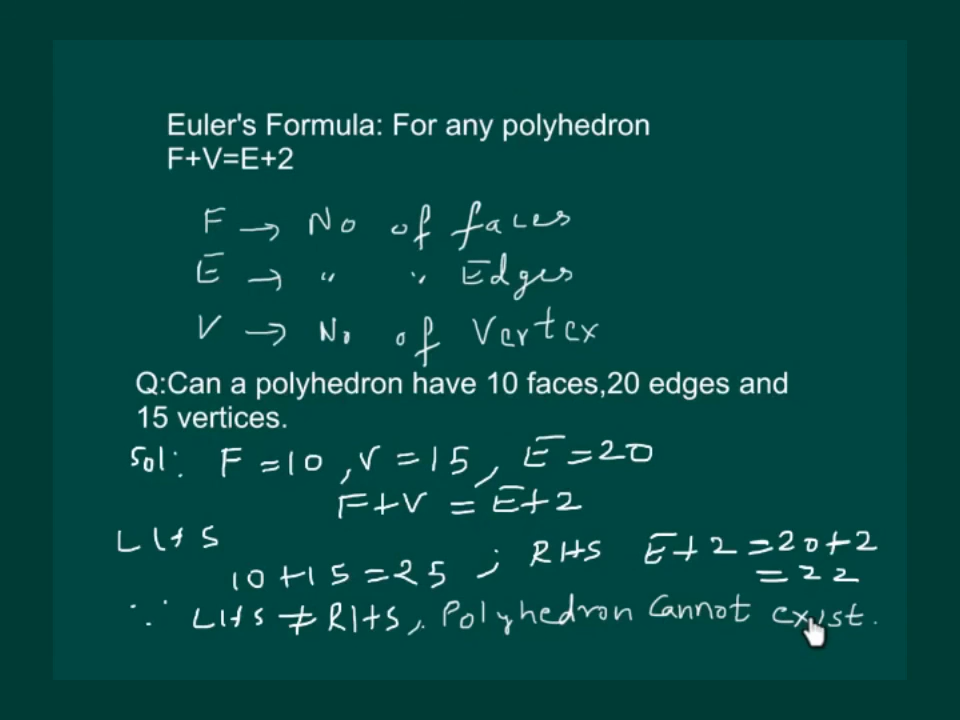 Euler's Formula: For any polyhedron
F+V=E+2
F → No of faces
E → " " Edges
V → No of Vertex
Q:Can a polyhedron have 10 faces,20 edges and
15 vertices.
Sol: F = 10 , V = 15 , E = 20
F+V = E+2
LHS
10 + 15 = 25 ; RHS E + 2 = 20 + 2
= 22
∵ LHS ≠ RHS, ∴ Polyhedron Cannot exist.